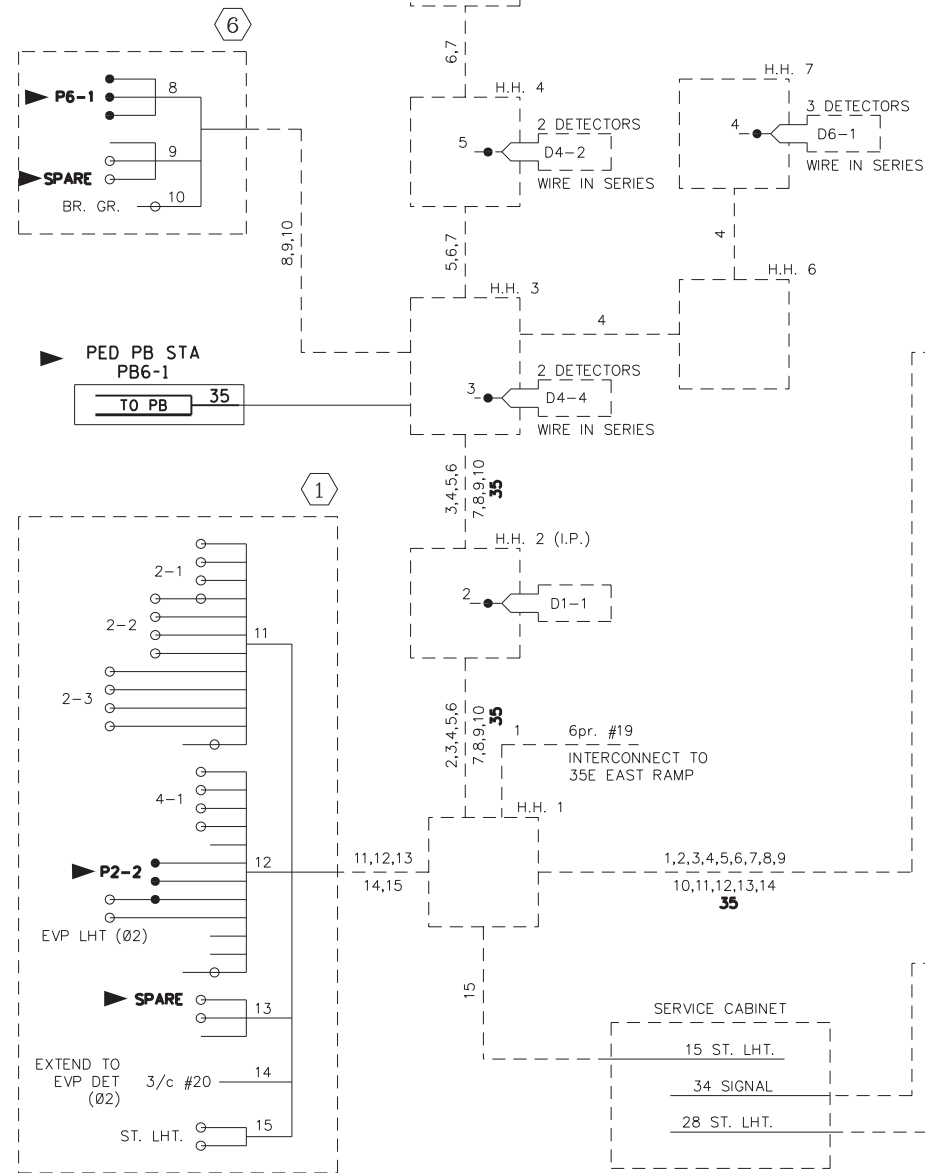 6
P6-1
8
9
SPARE
BR. GR.
10
8,9,10
6,7
H.H. 4
5
2 DETECTORS
D4-2
WIRE IN SERIES
H.H. 7
4
3 DETECTORS
D6-1
WIRE IN SERIES
5,6,7
4
H.H. 3
H.H. 6
4
PED PB STA
PB6-1
TO PB
35
3
2 DETECTORS
D4-4
WIRE IN SERIES
3,4,5,6
7,8,9,10
35
H.H. 2 (I.P.)
2
D1-1
1
2-1
2-2
11
2-3
4-1
P2-2
12
EVP LHT (Ø2)
SPARE
13
EXTEND TO
EVP DET
(Ø2)
3/c #20
14
ST. LHT.
15
2,3,4,5,6
7,8,9,10
35
1
6pr. #19
INTERCONNECT TO
35E EAST RAMP
H.H. 1
11,12,13
14,15
1,2,3,4,5,6,7,8,9
10,11,12,13,14
35
15
SERVICE CABINET
15 ST. LHT.
34 SIGNAL
28 ST. LHT.